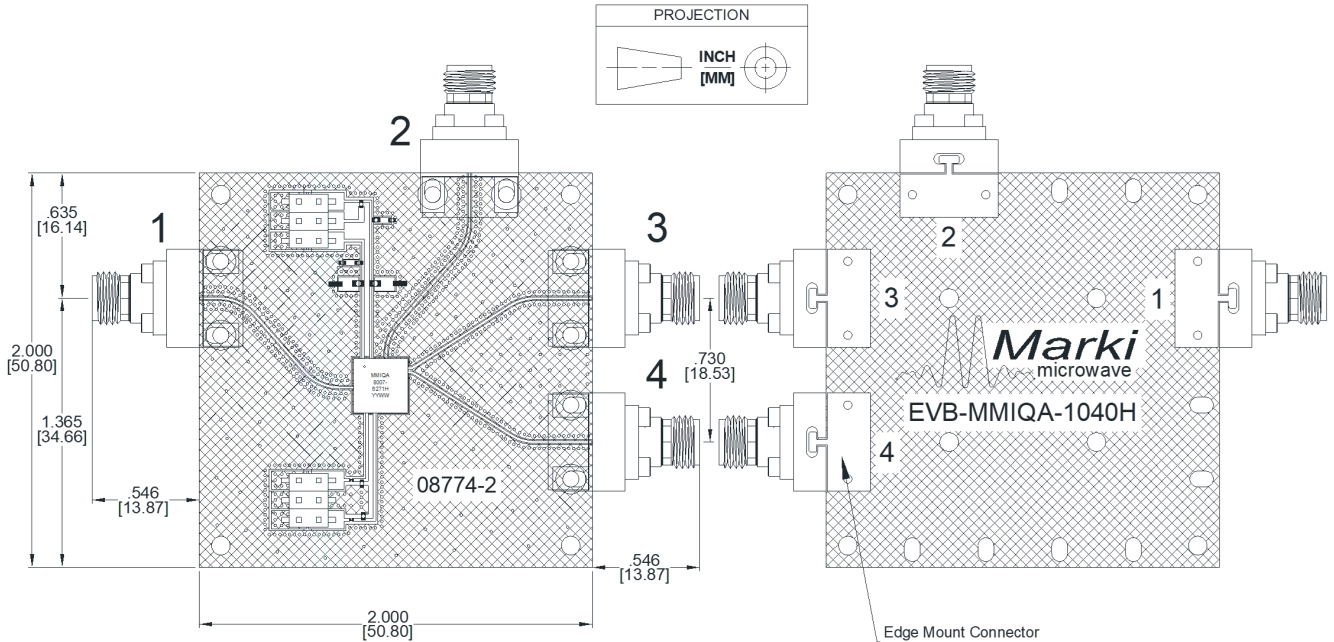 PROJECTION
INCH
[MM]
2
1
3
4
.635
[16.14]
2.000
[50.80]
1.365
[34.66]
.546
[13.87]
MMIQA
8007-
8271H
YYWW
08774-2
.730
[18.53]
.546
[13.87]
2.000
[50.80]
2
3
1
4
Marki
microwave
EVB-MMIQA-1040H
Edge Mount Connector